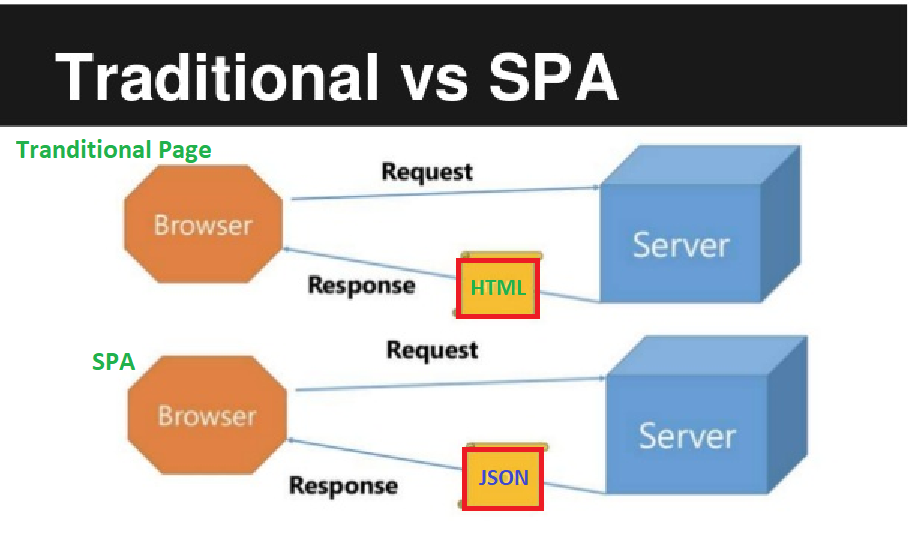 Traditional vs SPA
Tranditional Page
Request
Browser
Server
Response
HTML
Request
SPA
Browser
Server
Response
JSON